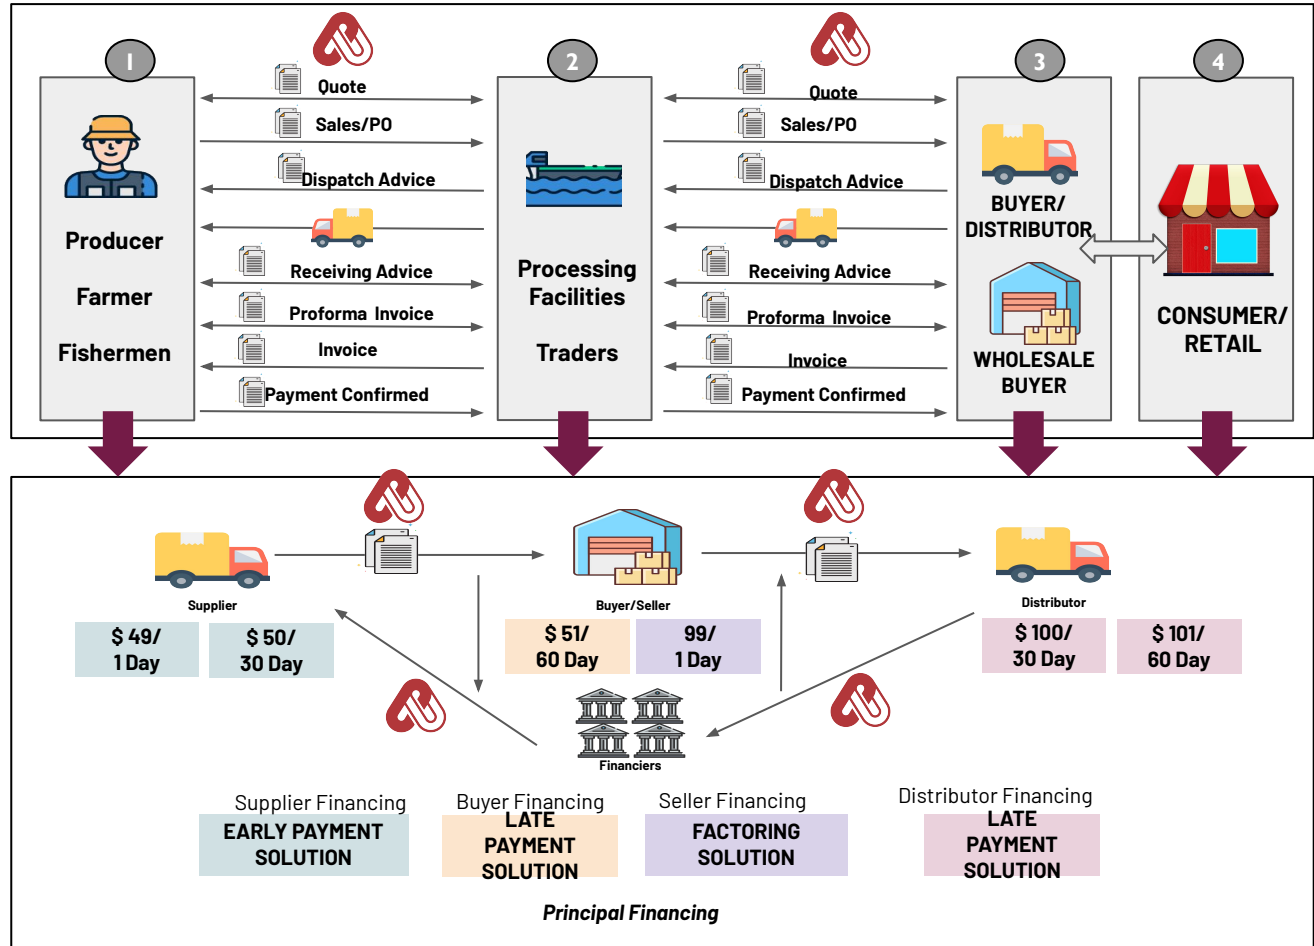 1
2
3
4
Quote
Sales/PO
Dispatch Advice
Receiving Advice
Proforma Invoice
Invoice
Payment Confirmed
Quote
Sales/PO
Dispatch Advice
Receiving Advice
Proforma Invoice
Invoice
Payment Confirmed
Producer
Farmer
Fishermen
Processing
Facilities
Traders
BUYER/
DISTRIBUTOR
WHOLESALE
BUYER
CONSUMER/
RETAIL
Supplier
Buyer/Seller
Distributor
$ 49/
1 Day
$ 50/
30 Day
$ 51/
60 Day
99/
1 Day
$ 100/
30 Day
$ 101/
60 Day
Financiers
Supplier Financing
EARLY PAYMENT
SOLUTION
Buyer Financing
LATE
PAYMENT
SOLUTION
Seller Financing
FACTORING
SOLUTION
Distributor Financing
LATE
PAYMENT
SOLUTION
Principal Financing